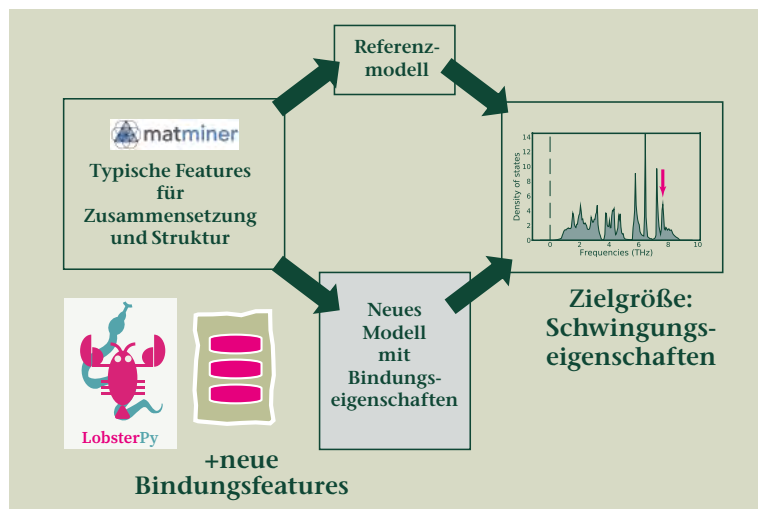 Referenz-
modell
matminer
Typische Features
für
Zusammensetzung
und Struktur
Density of states
14
12
10
8
6
4
2
0
0 2 4 6 8 10
Frequencies (THz)
Zielgröße:
Schwingungs-
eigenschaften
Neues
Modell
mit
Bindungs-
eigenschaften
LobsterPy
+neue
Bindungsfeatures